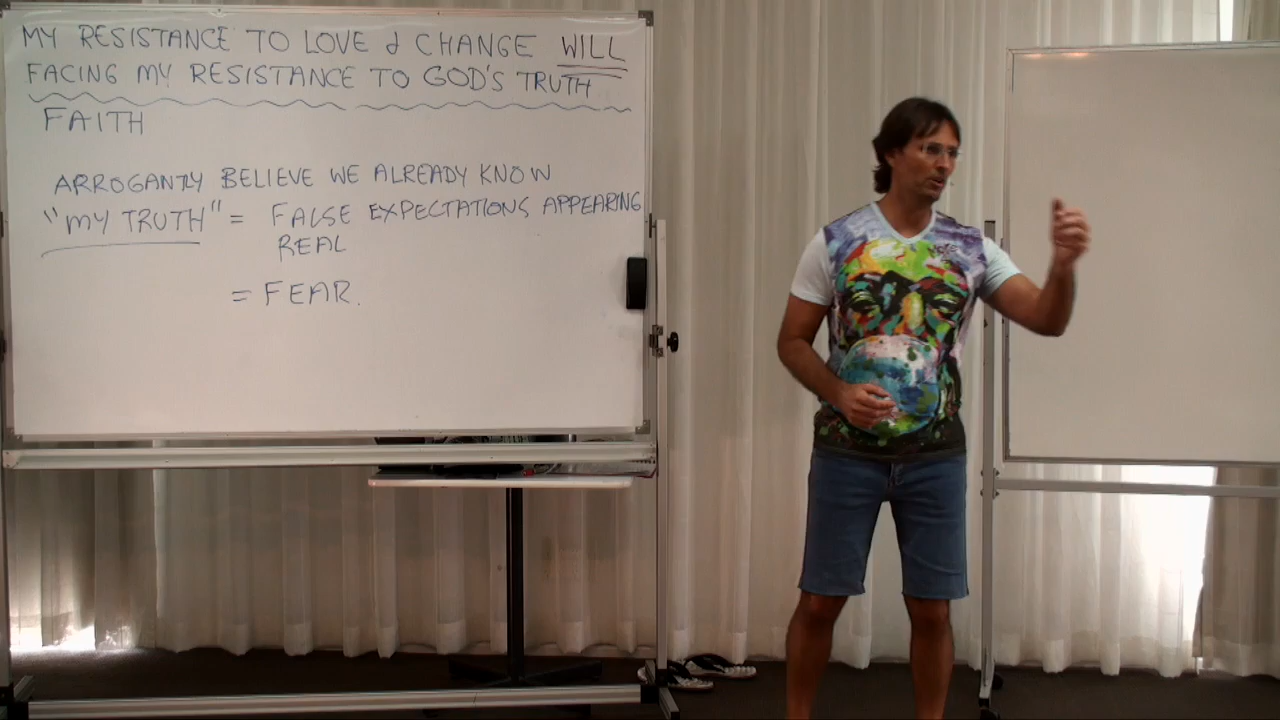 MY RESISTANCE TO LOVE & CHANGE WILL
FACING MY RESISTANCE TO GOD'S TRUTH
FAITH
ARROGANTLY BELIEVE WE ALREADY KNOW
"MY TRUTH" = FALSE EXPECTATIONS APPEARING
REAL
= FEAR.